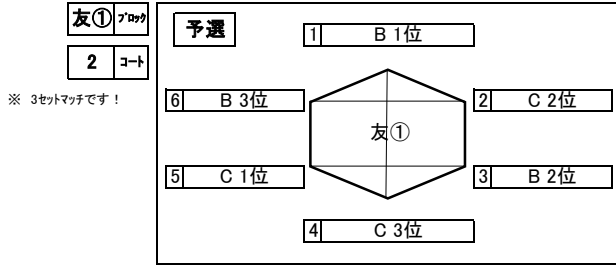 友① ブロック
2 コート
※ 3セットマッチです！
予選
1 B 1位
6 B 3位
2 C 2位
友①
5 C 1位
3 B 2位
4 C 3位